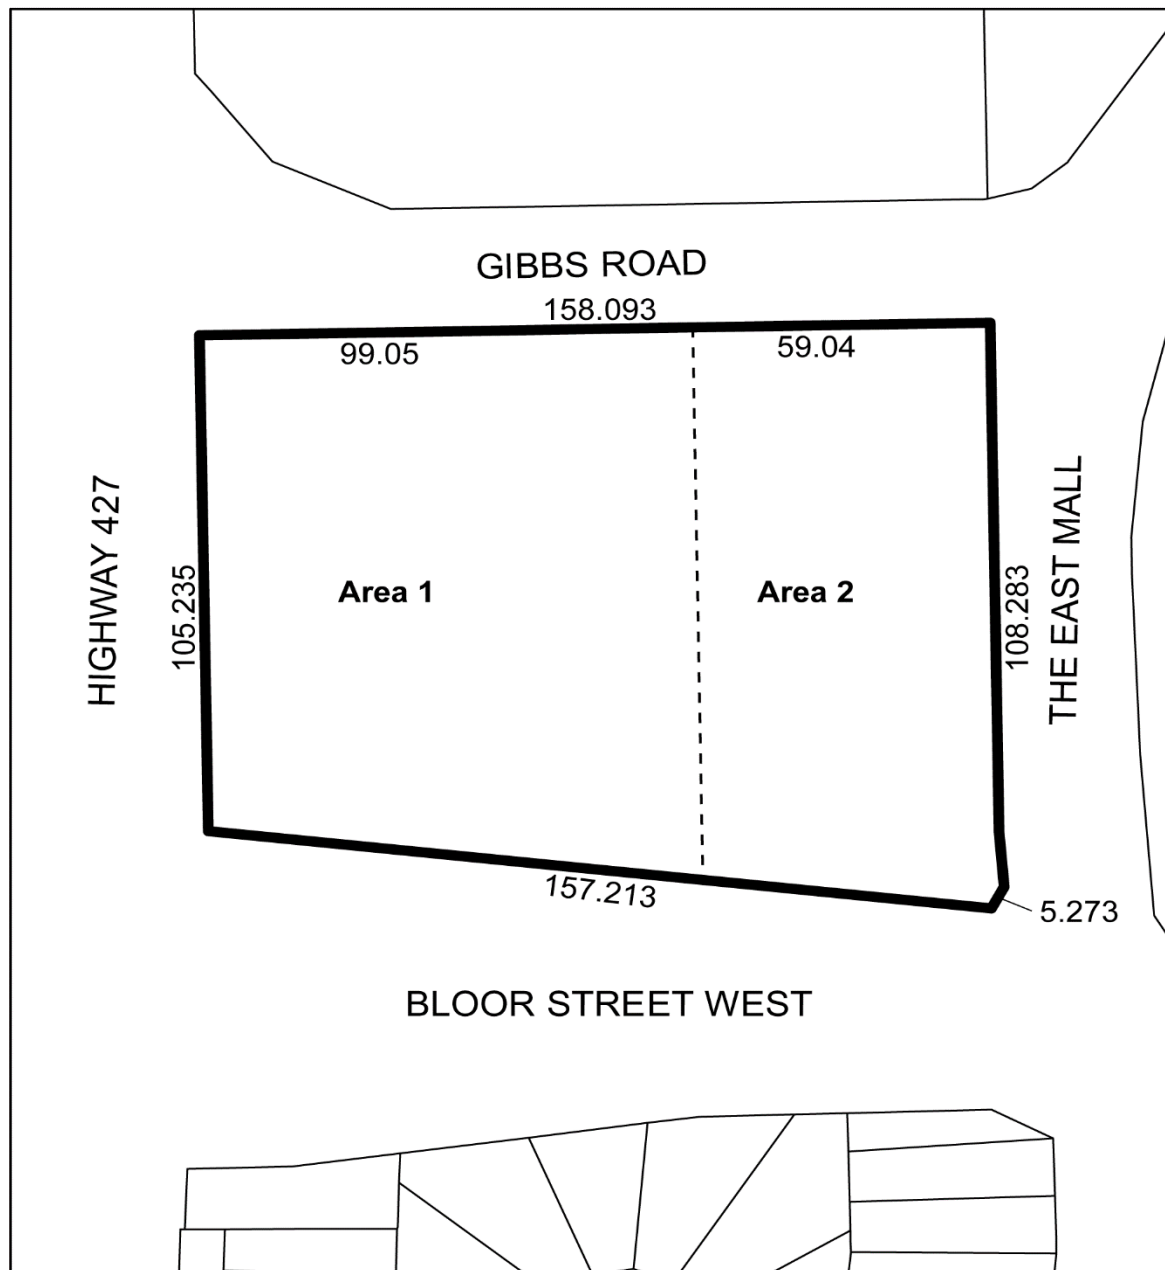 GIBBS ROAD
158.093
99.05
59.04
HIGHWAY 427
105.235
Area 1
Area 2
108.283
THE EAST MALL
157.213
5.273
BLOOR STREET WEST